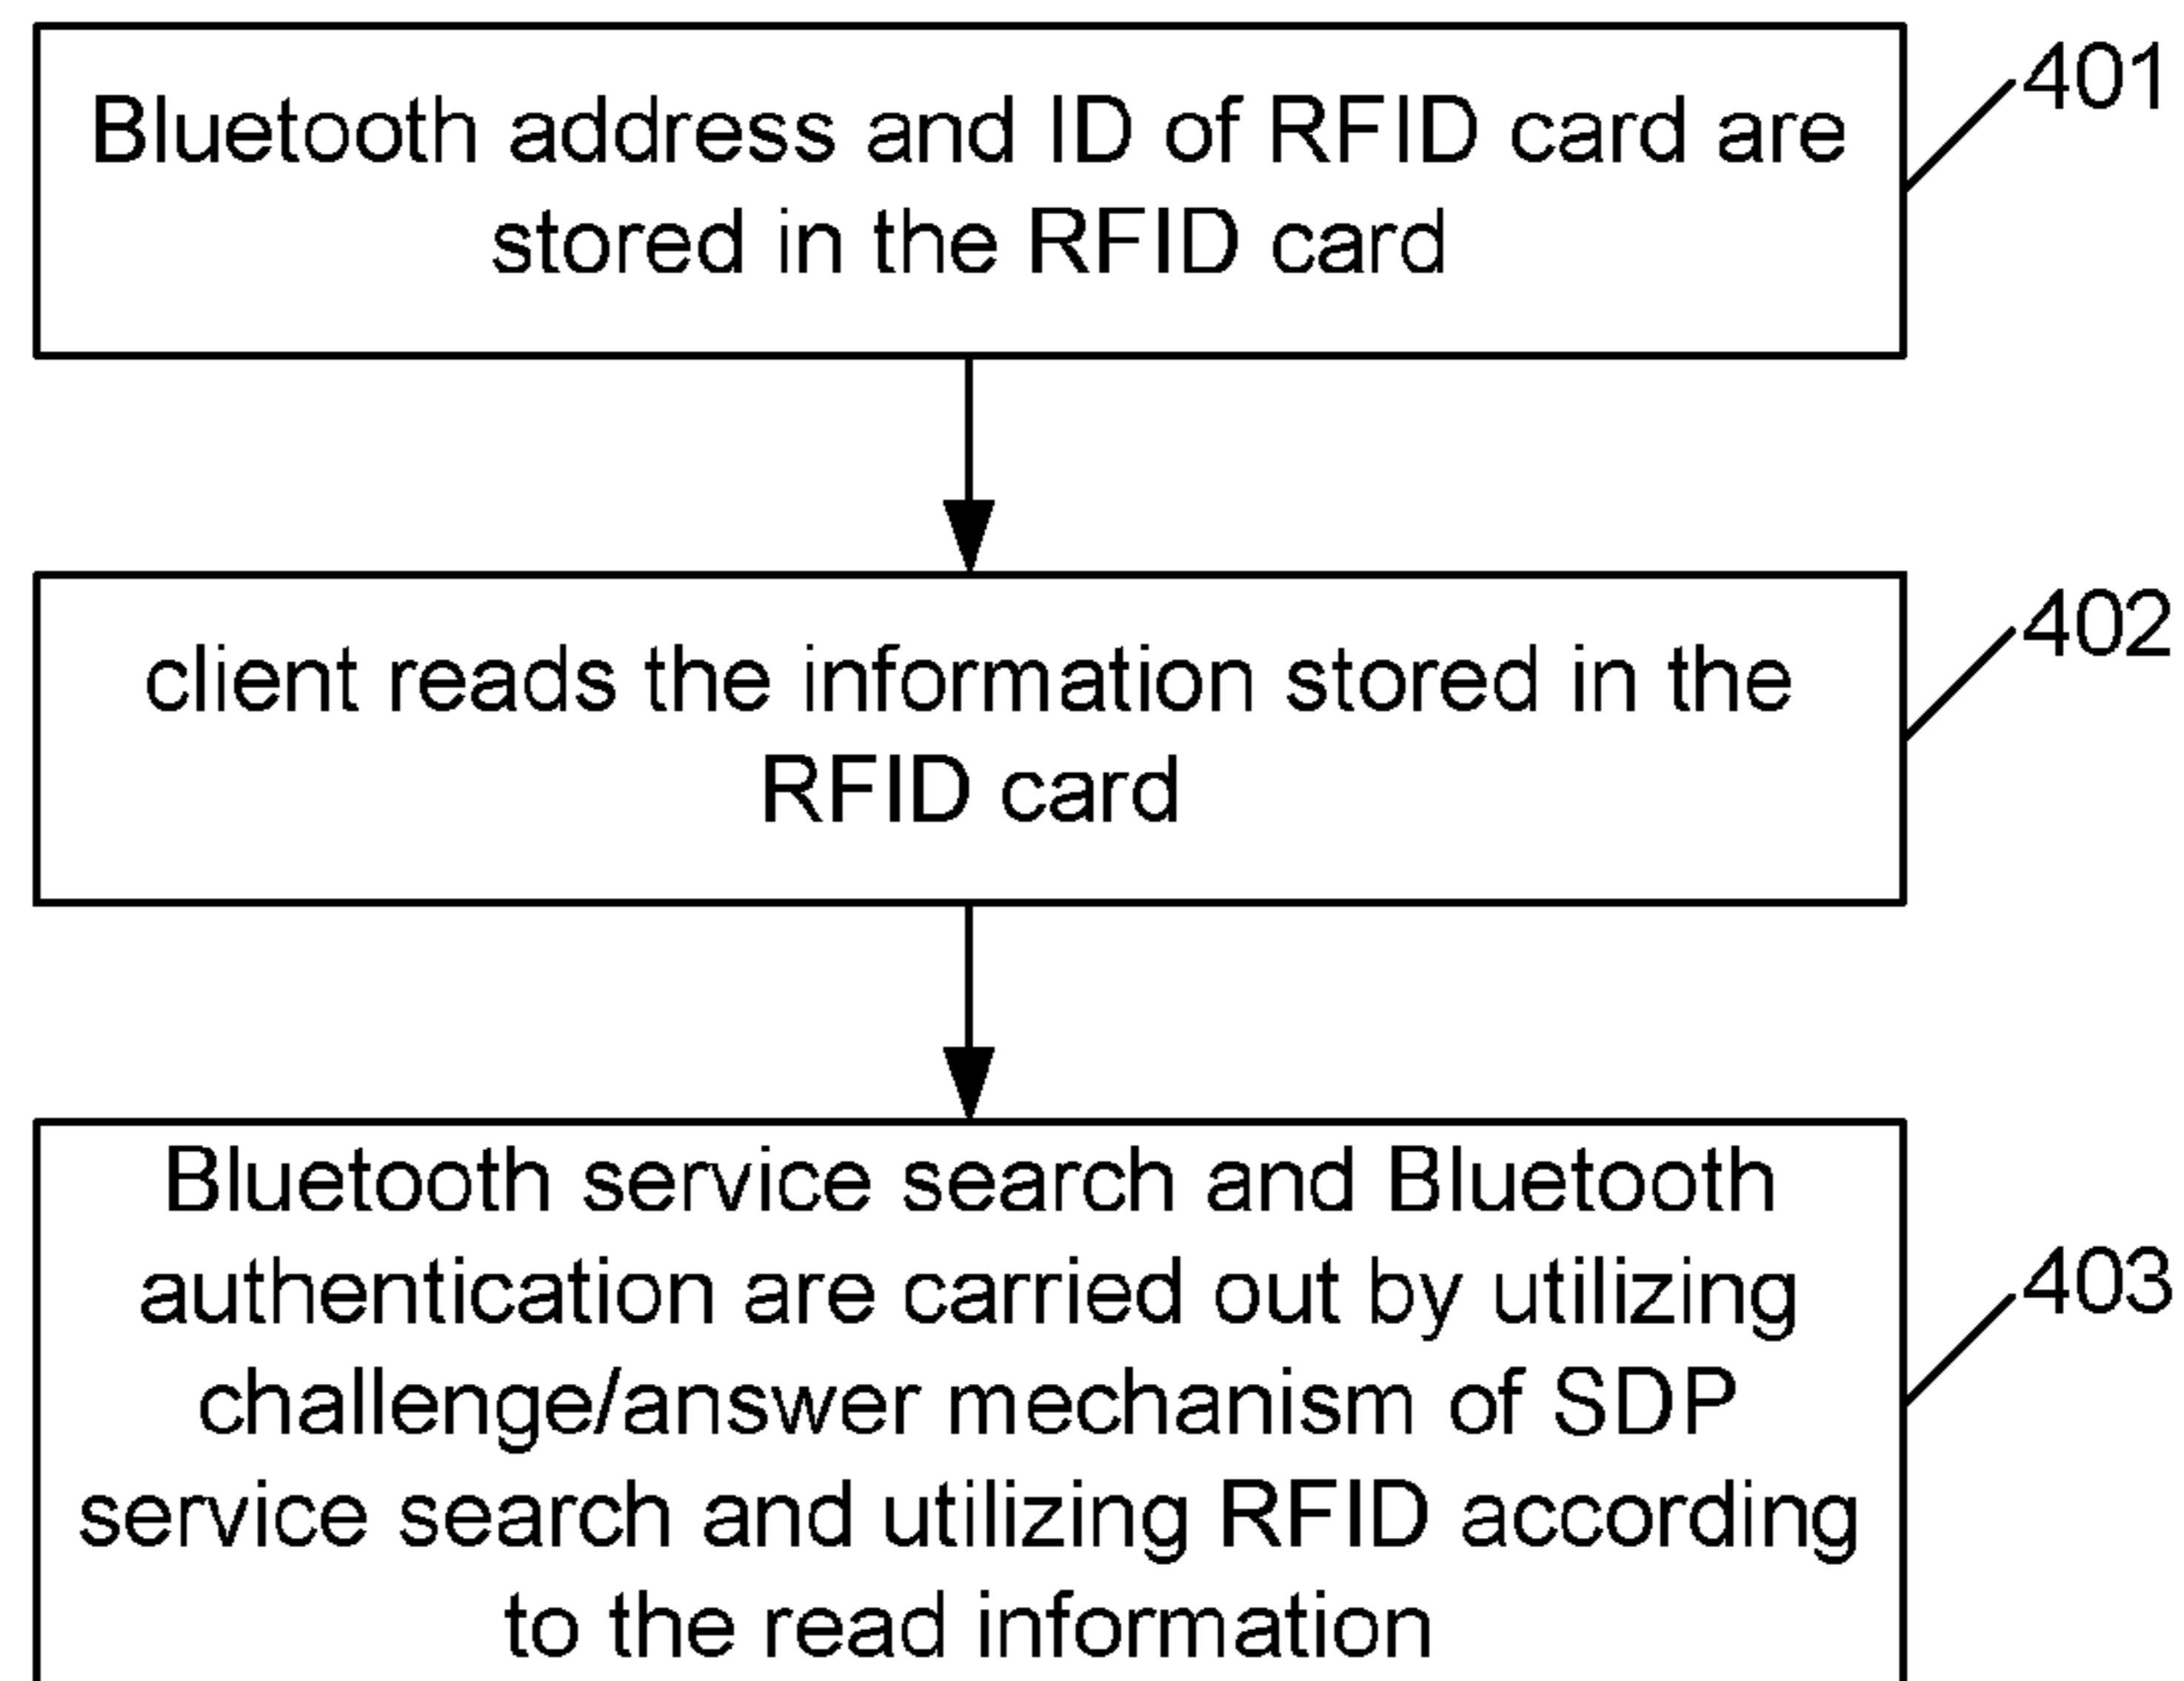 Bluetooth address and ID of RFID card are
stored in the RFID card
401
client reads the information stored in the
RFID card
402
Bluetooth service search and Bluetooth
authentication are carried out by utilizing
challenge/answer mechanism of SDP
service search and utilizing RFID according
to the read information
403